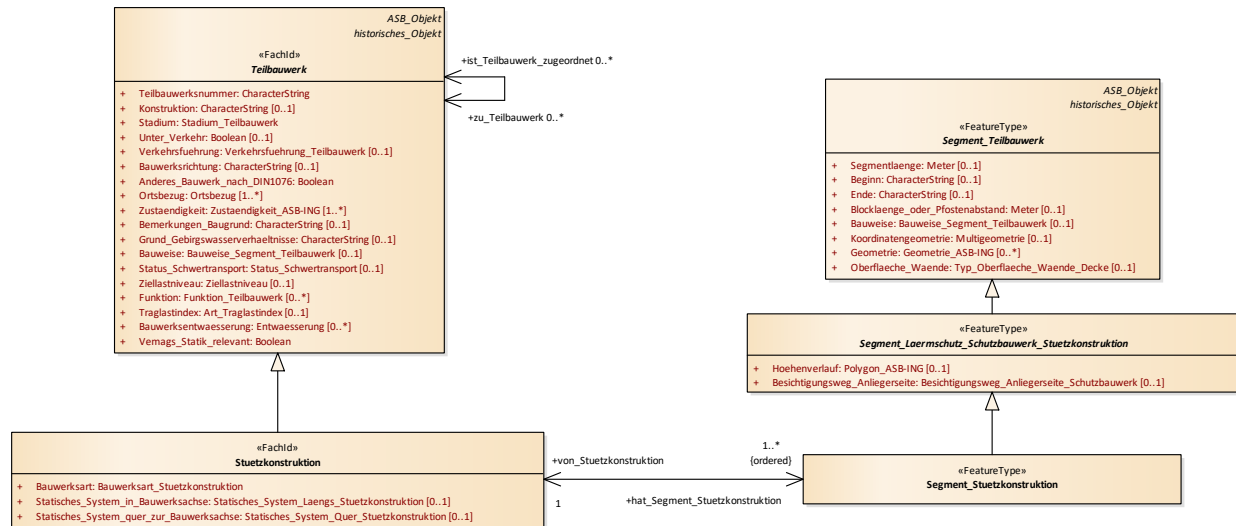 ASB_Objekt
historisches_Objekt
«FachId»
Teilbauwerk
+ Teilbauwerksnummer: CharacterString
+ Konstruktion: CharacterString [0..1]
+ Stadium: Stadium_Teilbauwerk
+ Unter_Verkehr: Boolean [0..1]
+ Verkehrsfuehrung: Verkehrsfuehrung_Teilbauwerk [0..1]
+ Bauwerksrichtung: CharacterString [0..1]
+ Anderes_Bauwerk_nach_DIN1076: Boolean
+ Ortsbezug: Ortsbezug [1..*]
+ Zustaendigkeit: Zustaendigkeit_ASB-ING [1..*]
+ Bemerkungen_Baugrund: CharacterString [0..1]
+ Grund_Gebirgswasserverhaeltnisse: CharacterString [0..1]
+ Bauweise: Bauweise_Segment_Teilbauwerk [0..1]
+ Status_Schwertransport: Status_Schwertransport [0..1]
+ Ziellastniveau: Ziellastniveau [0..1]
+ Funktion: Funktion_Teilbauwerk [0..*]
+ Traglastindex: Art_Traglastindex [0..1]
+ Bauwerksentwaesserung: Entwaesserung [0..*]
+ Vemags_Statik_relevant: Boolean
+ist_Teilbauwerk_zugeordnet 0..*
+zu_Teilbauwerk 0..*
ASB_Objekt
historisches_Objekt
«FeatureType»
Segment_Teilbauwerk
+ Segmentlaenge: Meter [0..1]
+ Beginn: CharacterString [0..1]
+ Ende: CharacterString [0..1]
+ Blocklaenge_oder_Pfostenabstand: Meter [0..1]
+ Bauweise: Bauweise_Segment_Teilbauwerk [0..1]
+ Koordinatengeometrie: Multigeometrie [0..1]
+ Geometrie: Geometrie_ASB-ING [0..*]
+ Oberflaeche_Waende: Typ_Oberflaeche_Waende_Decke [0..1]
«FeatureType»
Segment_Laermschutz_Schutzbauwerk_Stuetzkonstruktion
+ Hoehenverlauf: Polygon_ASB-ING [0..1]
+ Besichtigungsweg_Anliegerseite: Besichtigungsweg_Anliegerseite_Schutzbauwerk [0..1]
«FachId»
Stuetzkonstruktion
+ Bauwerksart: Bauwerksart_Stuetzkonstruktion
+ Statisches_System_in_Bauwerksachse: Statisches_System_Laengs_Stuetzkonstruktion [0..1]
+ Statisches_System_quer_zur_Bauwerksachse: Statisches_System_Quer_Stuetzkonstruktion [0..1]
+von_Stuetzkonstruktion
1
1..*
{ordered}
+hat_Segment_Stuetzkonstruktion
«FeatureType»
Segment_Stuetzkonstruktion